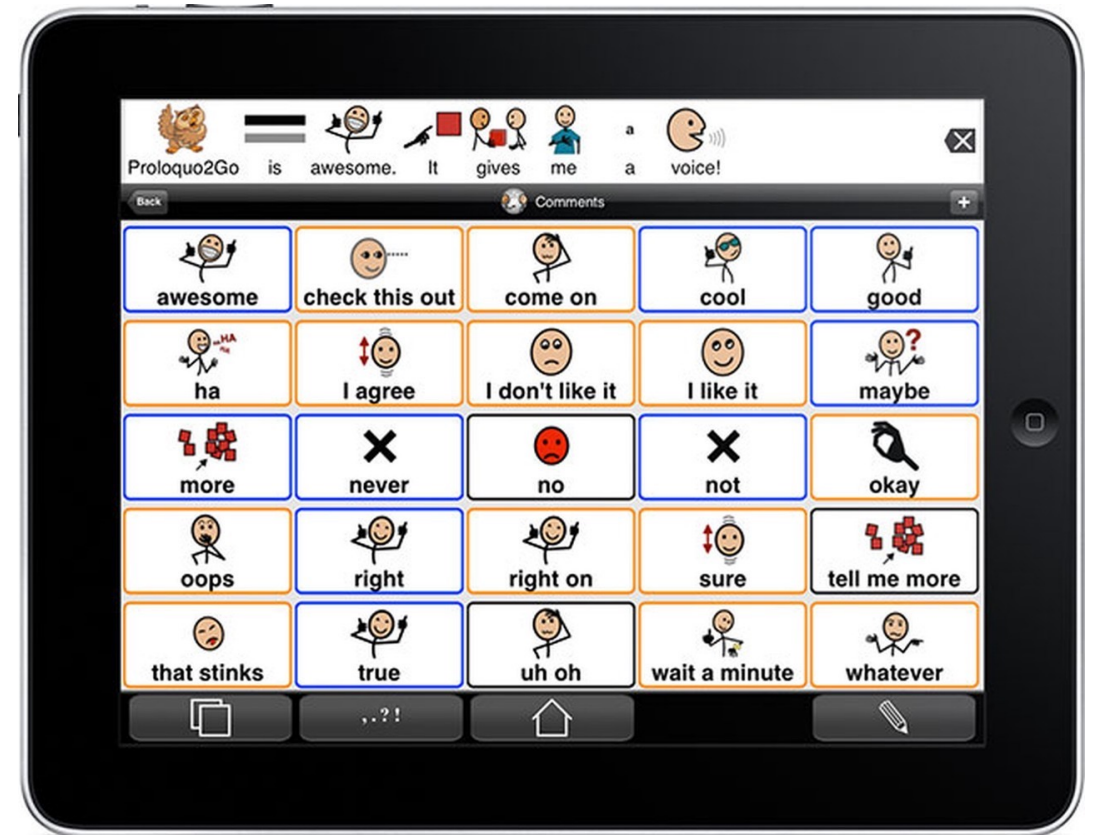 Proloquo2Go is awesome. It gives me a voice!
a
Back Comments +
awesome check this out come on cool good
HA HA
ha I agree I don't like it I like it maybe
?
more never no not okay
oops right right on sure tell me more
that stinks true uh oh wait a minute whatever
,.?!